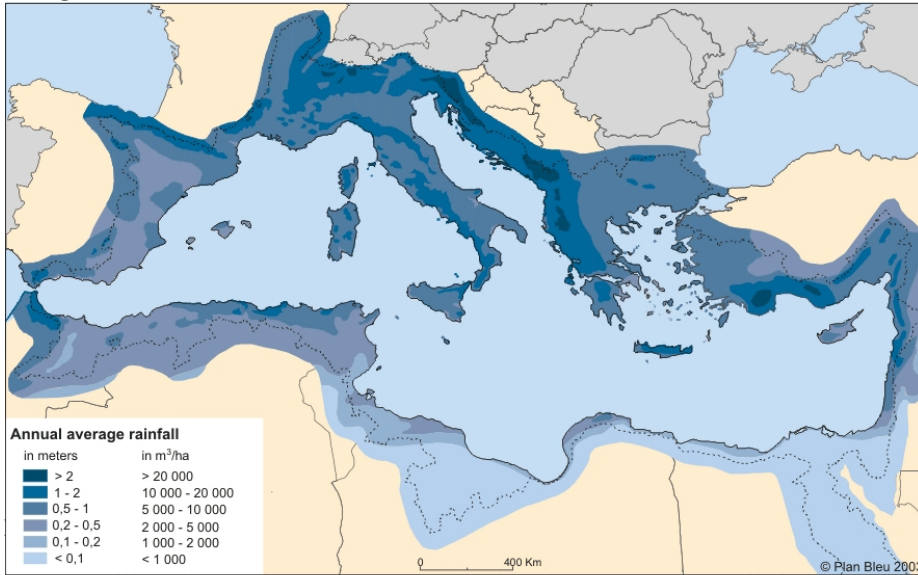 Annual average rainfall
in meters in m³/ha
> 2 > 20 000
1 - 2 10 000 - 20 000
0,5 - 1 5 000 - 10 000
0,2 - 0,5 2 000 - 5 000
0,1 - 0,2 1 000 - 2 000
< 0,1 < 1 000
0 400 Km
© Plan Bleu 2003